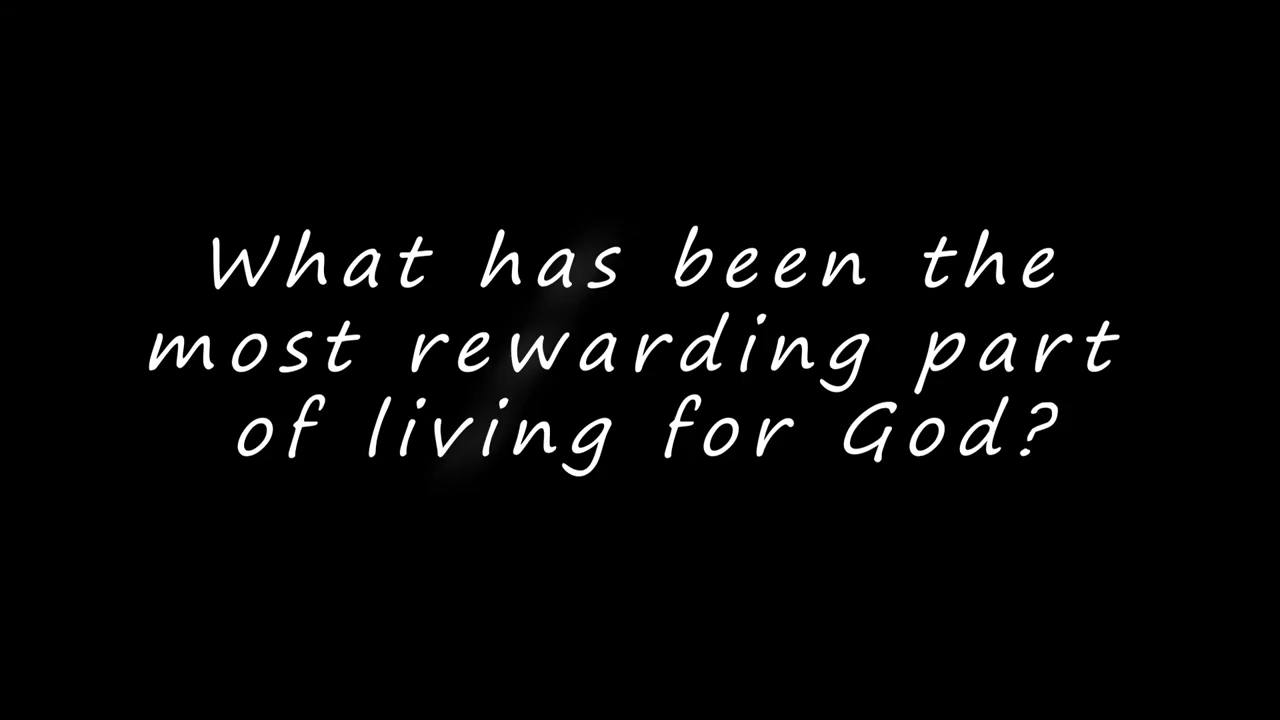 What has been the
most rewarding part
of living for God?